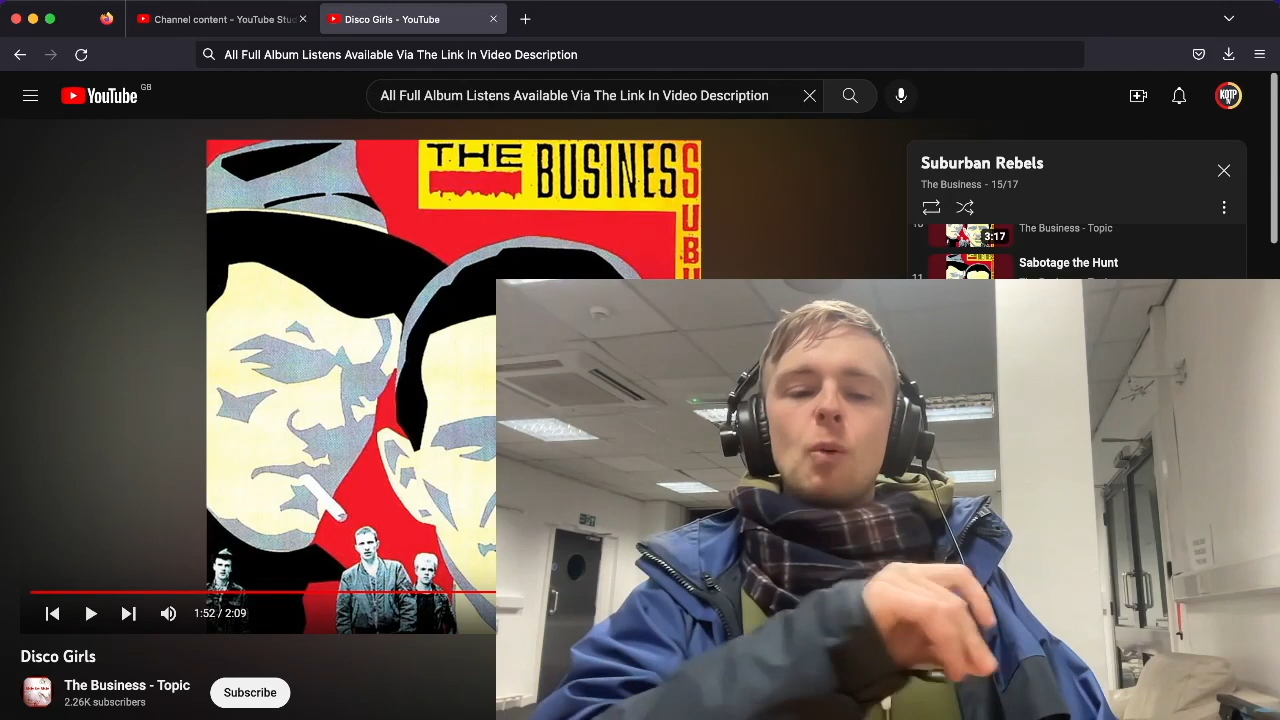 Channel content - YouTube Stu
Disco Girls - YouTube
All Full Album Listens Available Via The Link In Video Description
YouTube GB
All Full Album Listens Available Via The Link In Video Description
KOTP
THE BUSINESS
SUB
Suburban Rebels
The Business - 15/17
3:17
The Business - Topic
11
Sabotage the Hunt
1:52 / 2:09
Disco Girls
The Business - Topic
2.26K subscribers
Subscribe